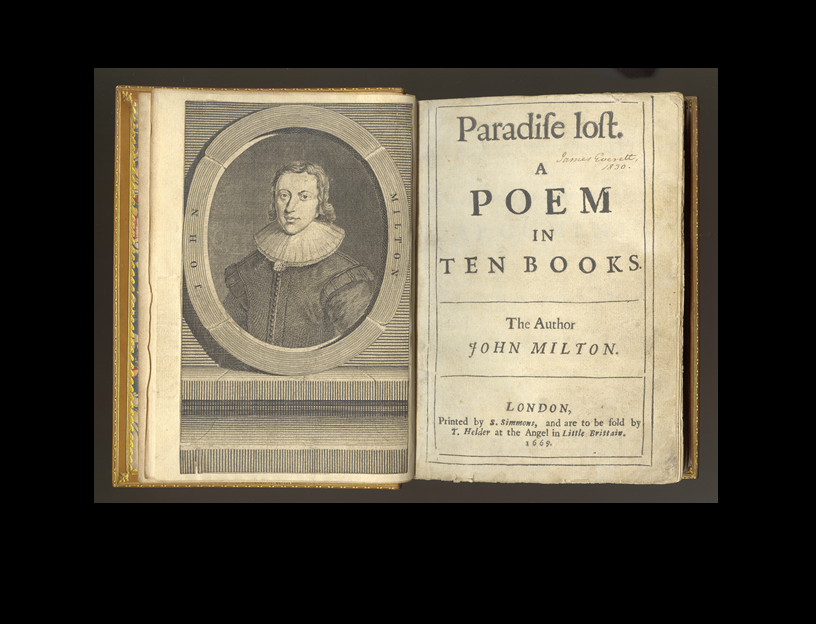 JOHN MILTON
Paradiſe loſt.
James Everett,
1830.
A
POEM
IN
TEN BOOKS.
The Author
JOHN MILTON.
LONDON,
Printed by S. Simmons, and are to be ſold by
T. Helder at the Angel in Little Brittain.
1669.